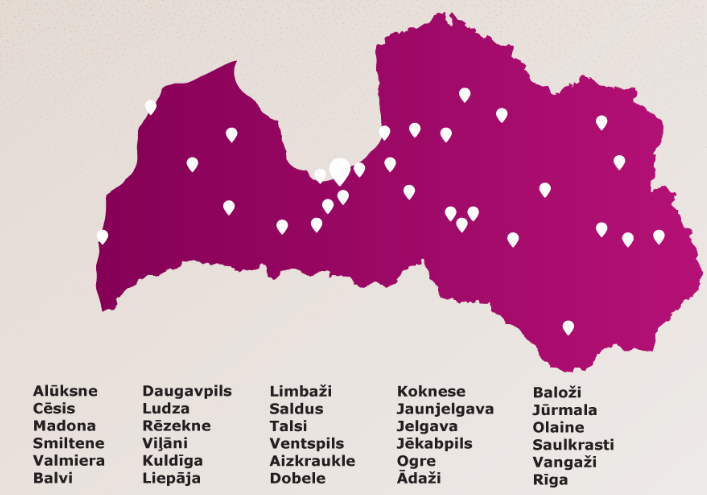 Alūksne
Cēsis
Madona
Smiltene
Valmiera
Balvi
Daugavpils
Ludza
Rēzekne
Viļāni
Kuldīga
Liepāja
Limbaži
Saldus
Talsi
Ventspils
Aizkraukle
Dobele
Koknese
Jaunjelgava
Jelgava
Jēkabpils
Ogre
Ādaži
Baloži
Jūrmala
Olaine
Saulkrasti
Vangaži
Rīga